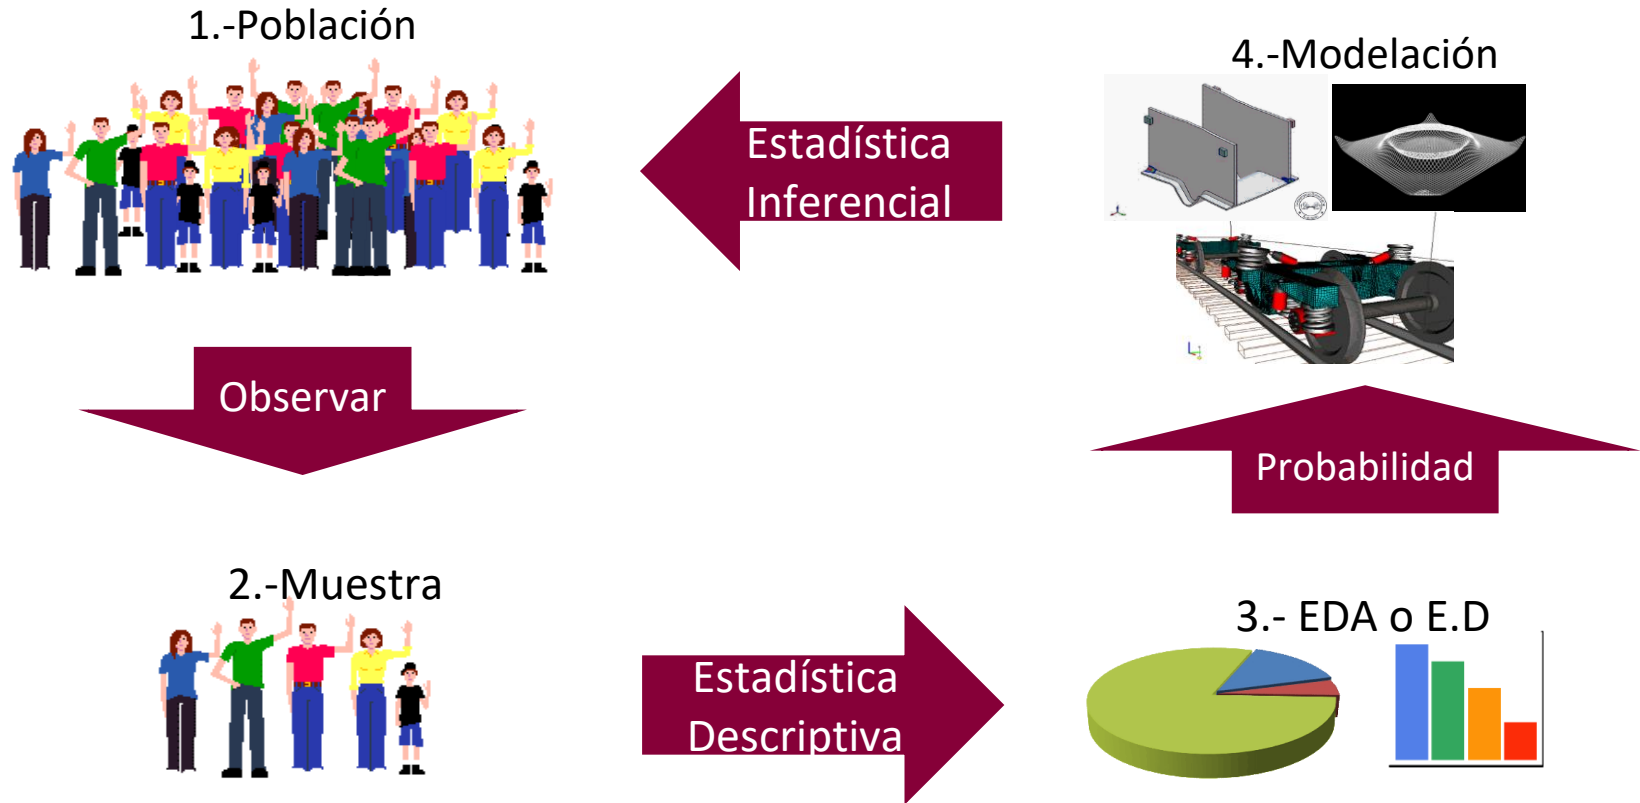 1.-Población
4.-Modelación
Estadística
Inferencial
Observar
Probabilidad
2.-Muestra
3.- EDA o E.D
Estadística
Descriptiva